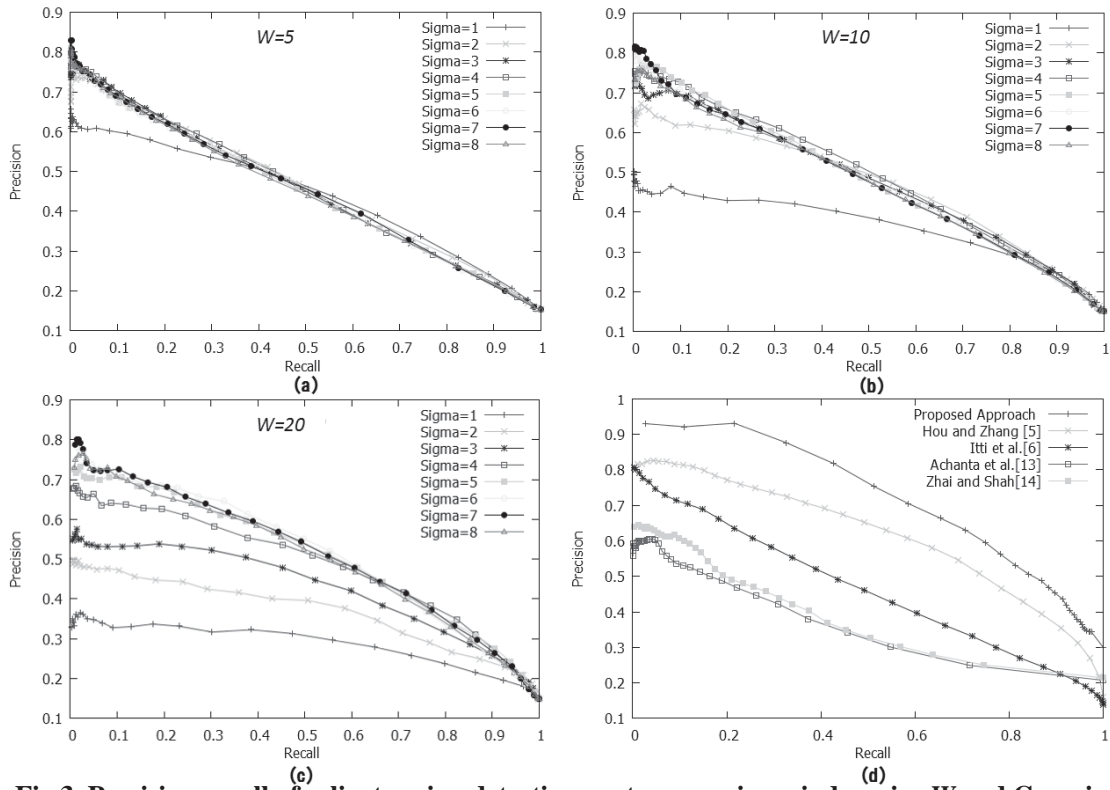 0.9
0.8
0.7
0.6
0.5
0.4
0.3
0.2
0.1
Precision
W=5
Sigma=1
Sigma=2
Sigma=3
Sigma=4
Sigma=5
Sigma=6
Sigma=7
Sigma=8
0 0.1 0.2 0.3 0.4 0.5 0.6 0.7 0.8 0.9 1
Recall
(a)
0.9
0.8
0.7
0.6
0.5
0.4
0.3
0.2
0.1
Precision
W=10
Sigma=1
Sigma=2
Sigma=3
Sigma=4
Sigma=5
Sigma=6
Sigma=7
Sigma=8
0 0.1 0.2 0.3 0.4 0.5 0.6 0.7 0.8 0.9 1
Recall
(b)
0.9
0.8
0.7
0.6
0.5
0.4
0.3
0.2
0.1
Precision
W=20
Sigma=1
Sigma=2
Sigma=3
Sigma=4
Sigma=5
Sigma=6
Sigma=7
Sigma=8
0 0.1 0.2 0.3 0.4 0.5 0.6 0.7 0.8 0.9 1
Recall
(c)
1
0.9
0.8
0.7
0.6
0.5
0.4
0.3
0.2
0.1
Precision
Proposed Approach
Hou and Zhang [5]
Itti et al.[6]
Achanta et al.[13]
Zhai and Shah[14]
0 0.2 0.4 0.6 0.8 1
Recall
(d)
Fig 3. Precision-recall of salient region detection W and